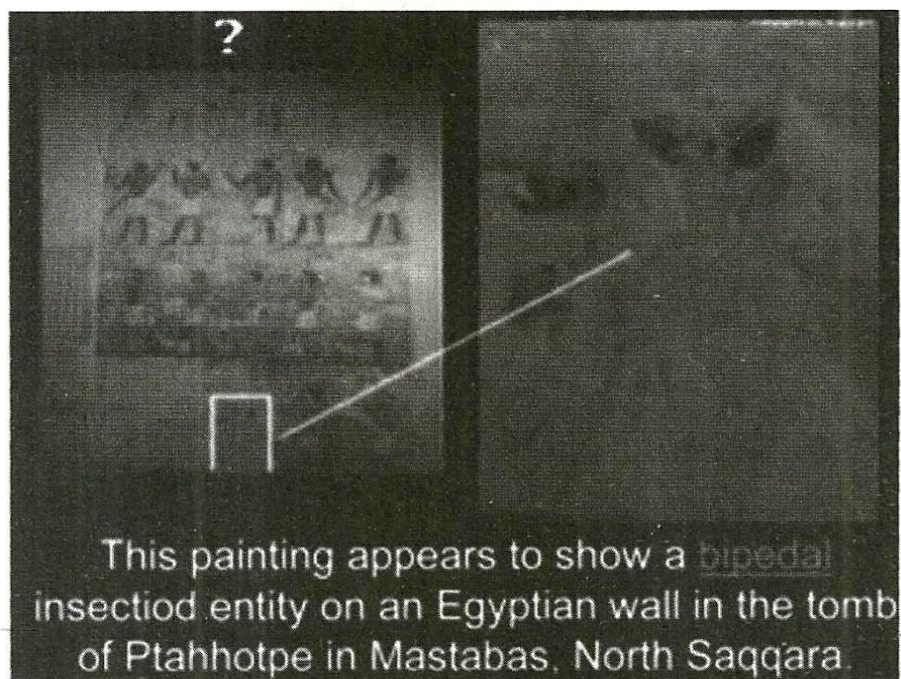 ?
This painting appears to show a bipedal
insectiod entity on an Egyptian wall in the tomb
of Ptahhotpe in Mastabas, North Saqqara.